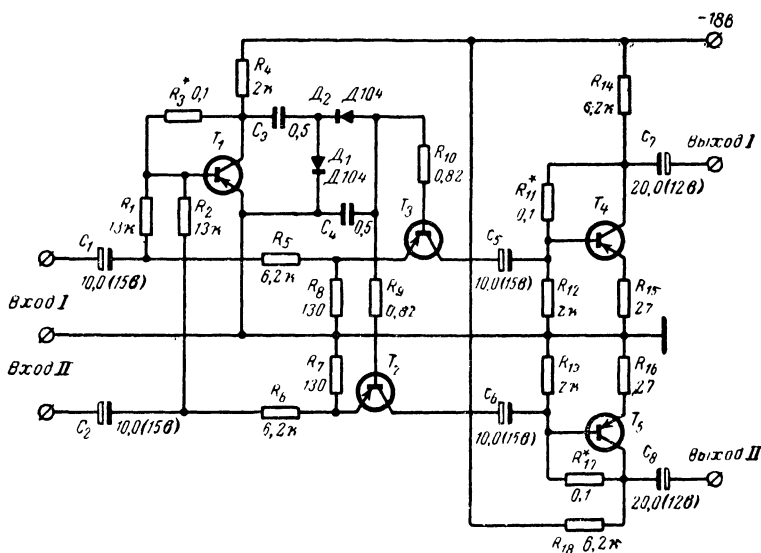 -18в
R4
2к
R3* 0,1
Д2
Д104
C3
0,5
T1
Д1
Д104
R10
0,82
R14
6,2к
C7
Выход I
20,0(12в)
R11*
0,1
T4
R1
13к
R2
13к
C4
0,5
T3
C1
10,0(15в)
R5
6,2к
C5
10,0(15в)
Вход I
R8
130
R9
0,82
R12
2к
R15
27
Вход II
R7
130
T2
R13
2к
R16
27
C2
10,0(15в)
R6
6,2к
C6
10,0(15в)
T5
R*17
0,1
C8
Выход II
20,0(12в)
R18 6,2к